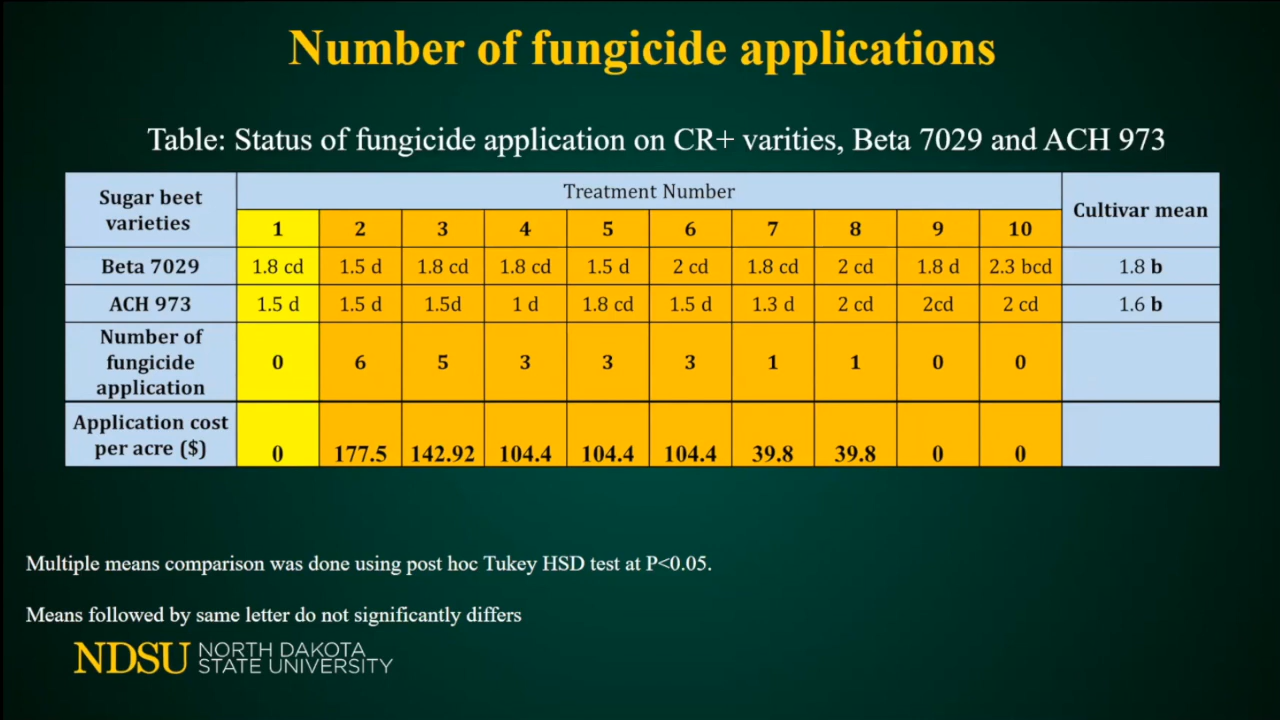 Number of fungicide applications
Table: Status of fungicide application on CR+ varities, Beta 7029 and ACH 973
Sugar beet
varieties
Treatment Number
Cultivar mean
1 2 3 4 5 6 7 8 9 10
Beta 7029 1.8 cd 1.5 d 1.8 cd 1.8 cd 1.5 d 2 cd 1.8 cd 2 cd 1.8 d 2.3 bcd 1.8 b
ACH 973 1.5 d 1.5 d 1.5d 1 d 1.8 cd 1.5 d 1.3 d 2 cd 2cd 2 cd 1.6 b
Number of
fungicide
application
0 6 5 3 3 3 1 1 0 0
Application cost
per acre ($)
0 177.5 142.92 104.4 104.4 104.4 39.8 39.8 0 0
Multiple means comparison was done using post hoc Tukey HSD test at P<0.05.
Means followed by same letter do not significantly differs
NDSU
NORTH DAKOTA
STATE UNIVERSITY